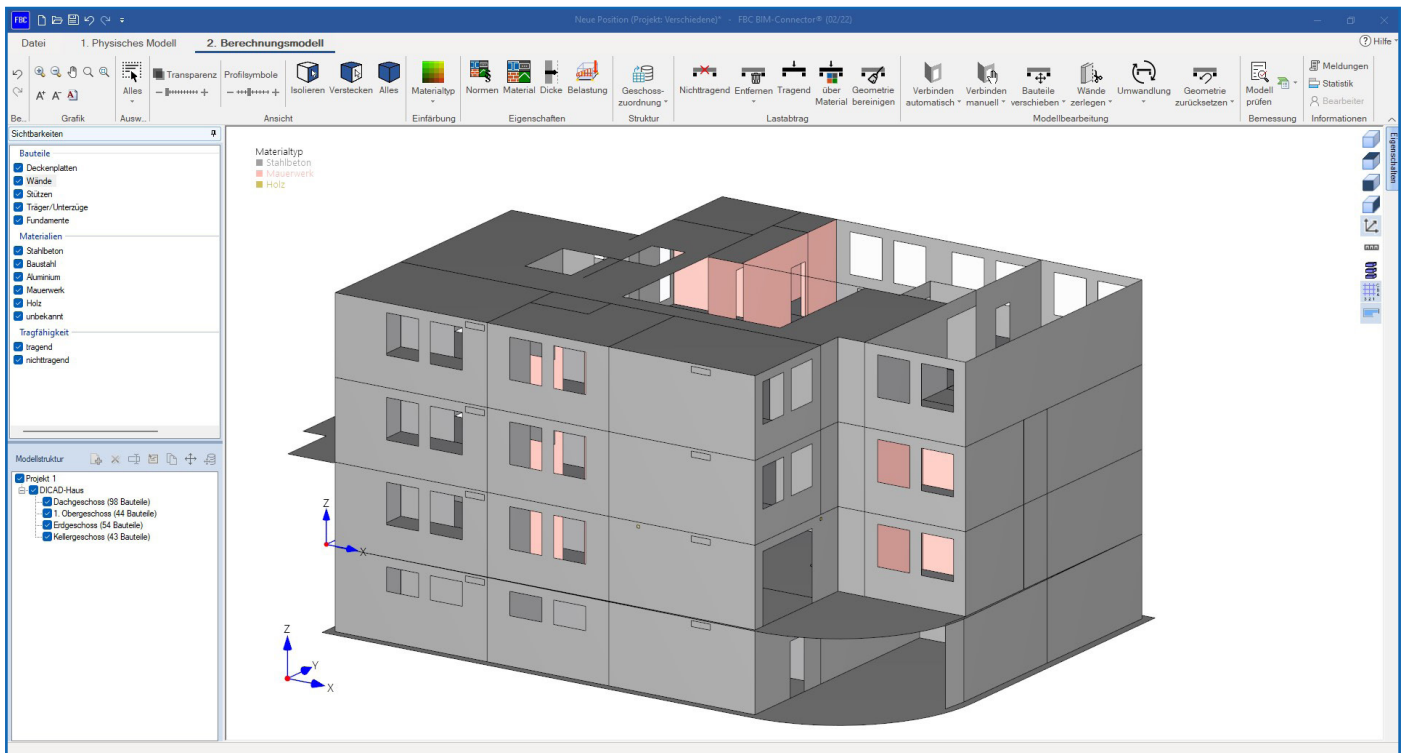 FBC
Neue Position (Projekt: Verschiedene)* - FBC BIM-Connector® (02/22)
Datei 1. Physisches Modell 2. Berechnungsmodell
Hilfe
Alles
Transparenz
Profilsymbole
Isolieren Verstecken Alles
Materialtyp
Normen Material Dicke Belastung
Geschoss-
zuordnung
Nichttragend Entfernen Tragend über
Material
Geometrie
bereinigen
Verbinden
automatisch
Verbinden
manuell
Bauteile
verschieben
Wände
zerlegen
Umwandlung
Geometrie
zurücksetzen
Modell
prüfen
Meldungen
Statistik
Bearbeiter
Be... Grafik Ausw... Ansicht Einfärbung Eigenschaften Struktur Lastabtrag Modellbearbeitung Bemessung Informationen
Sichtbarkeiten
Bauteile
Deckenplatten
Wände
Stützen
Träger/Unterzüge
Fundamente
Materialien
Stahlbeton
Baustahl
Aluminium
Mauerwerk
Holz
unbekannt
Tragfähigkeit
tragend
nichttragend
Modellstruktur
Projekt 1
DICAD-Haus
Dachgeschoss (98 Bauteile)
1. Obergeschoss (44 Bauteile)
Erdgeschoss (54 Bauteile)
Kellergeschoss (43 Bauteile)
Materialtyp
Stahlbeton
Mauerwerk
Holz
Z
X
Z
Y
X
Eigenschaften